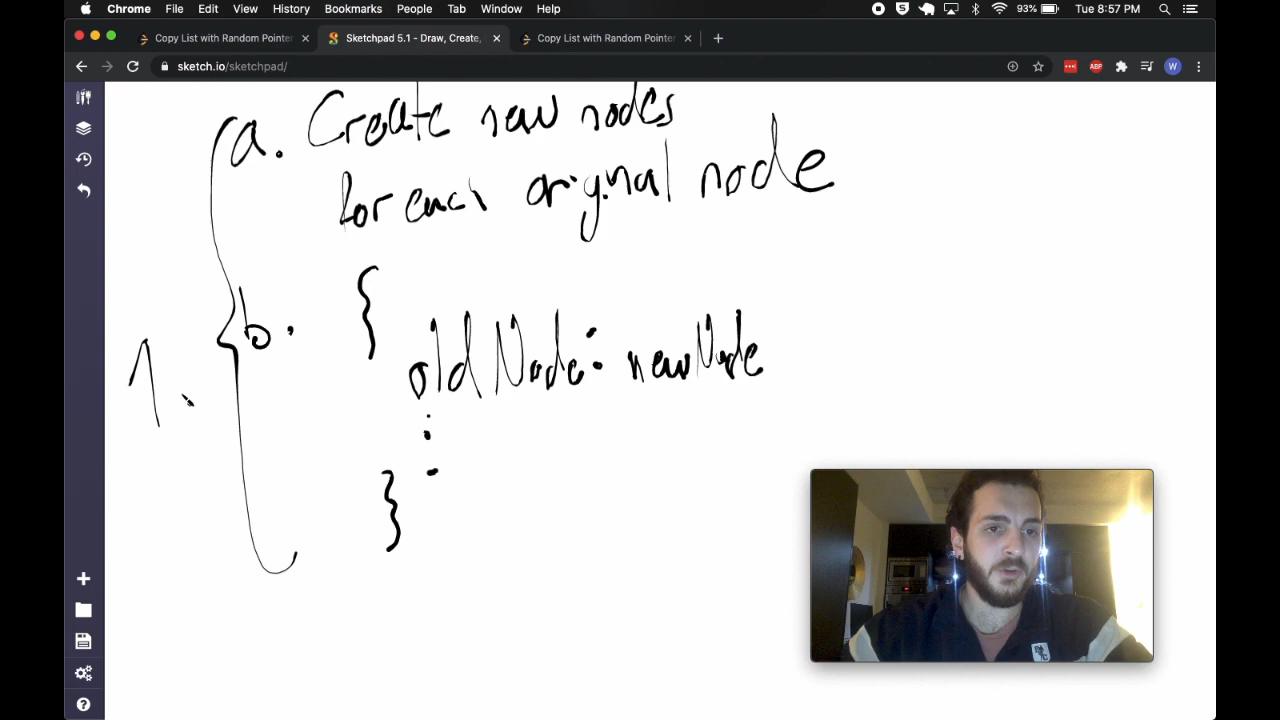 Chrome File Edit View History Bookmarks People Tab Window Help 93% Tue 8:57 PM
Copy List with Random Pointer Sketchpad 5.1 - Draw, Create, Copy List with Random Pointer
sketch.io/sketchpad/ ABP W
a. Create new nodes
for each original node
1.
b. {
oldNode: newNode
}